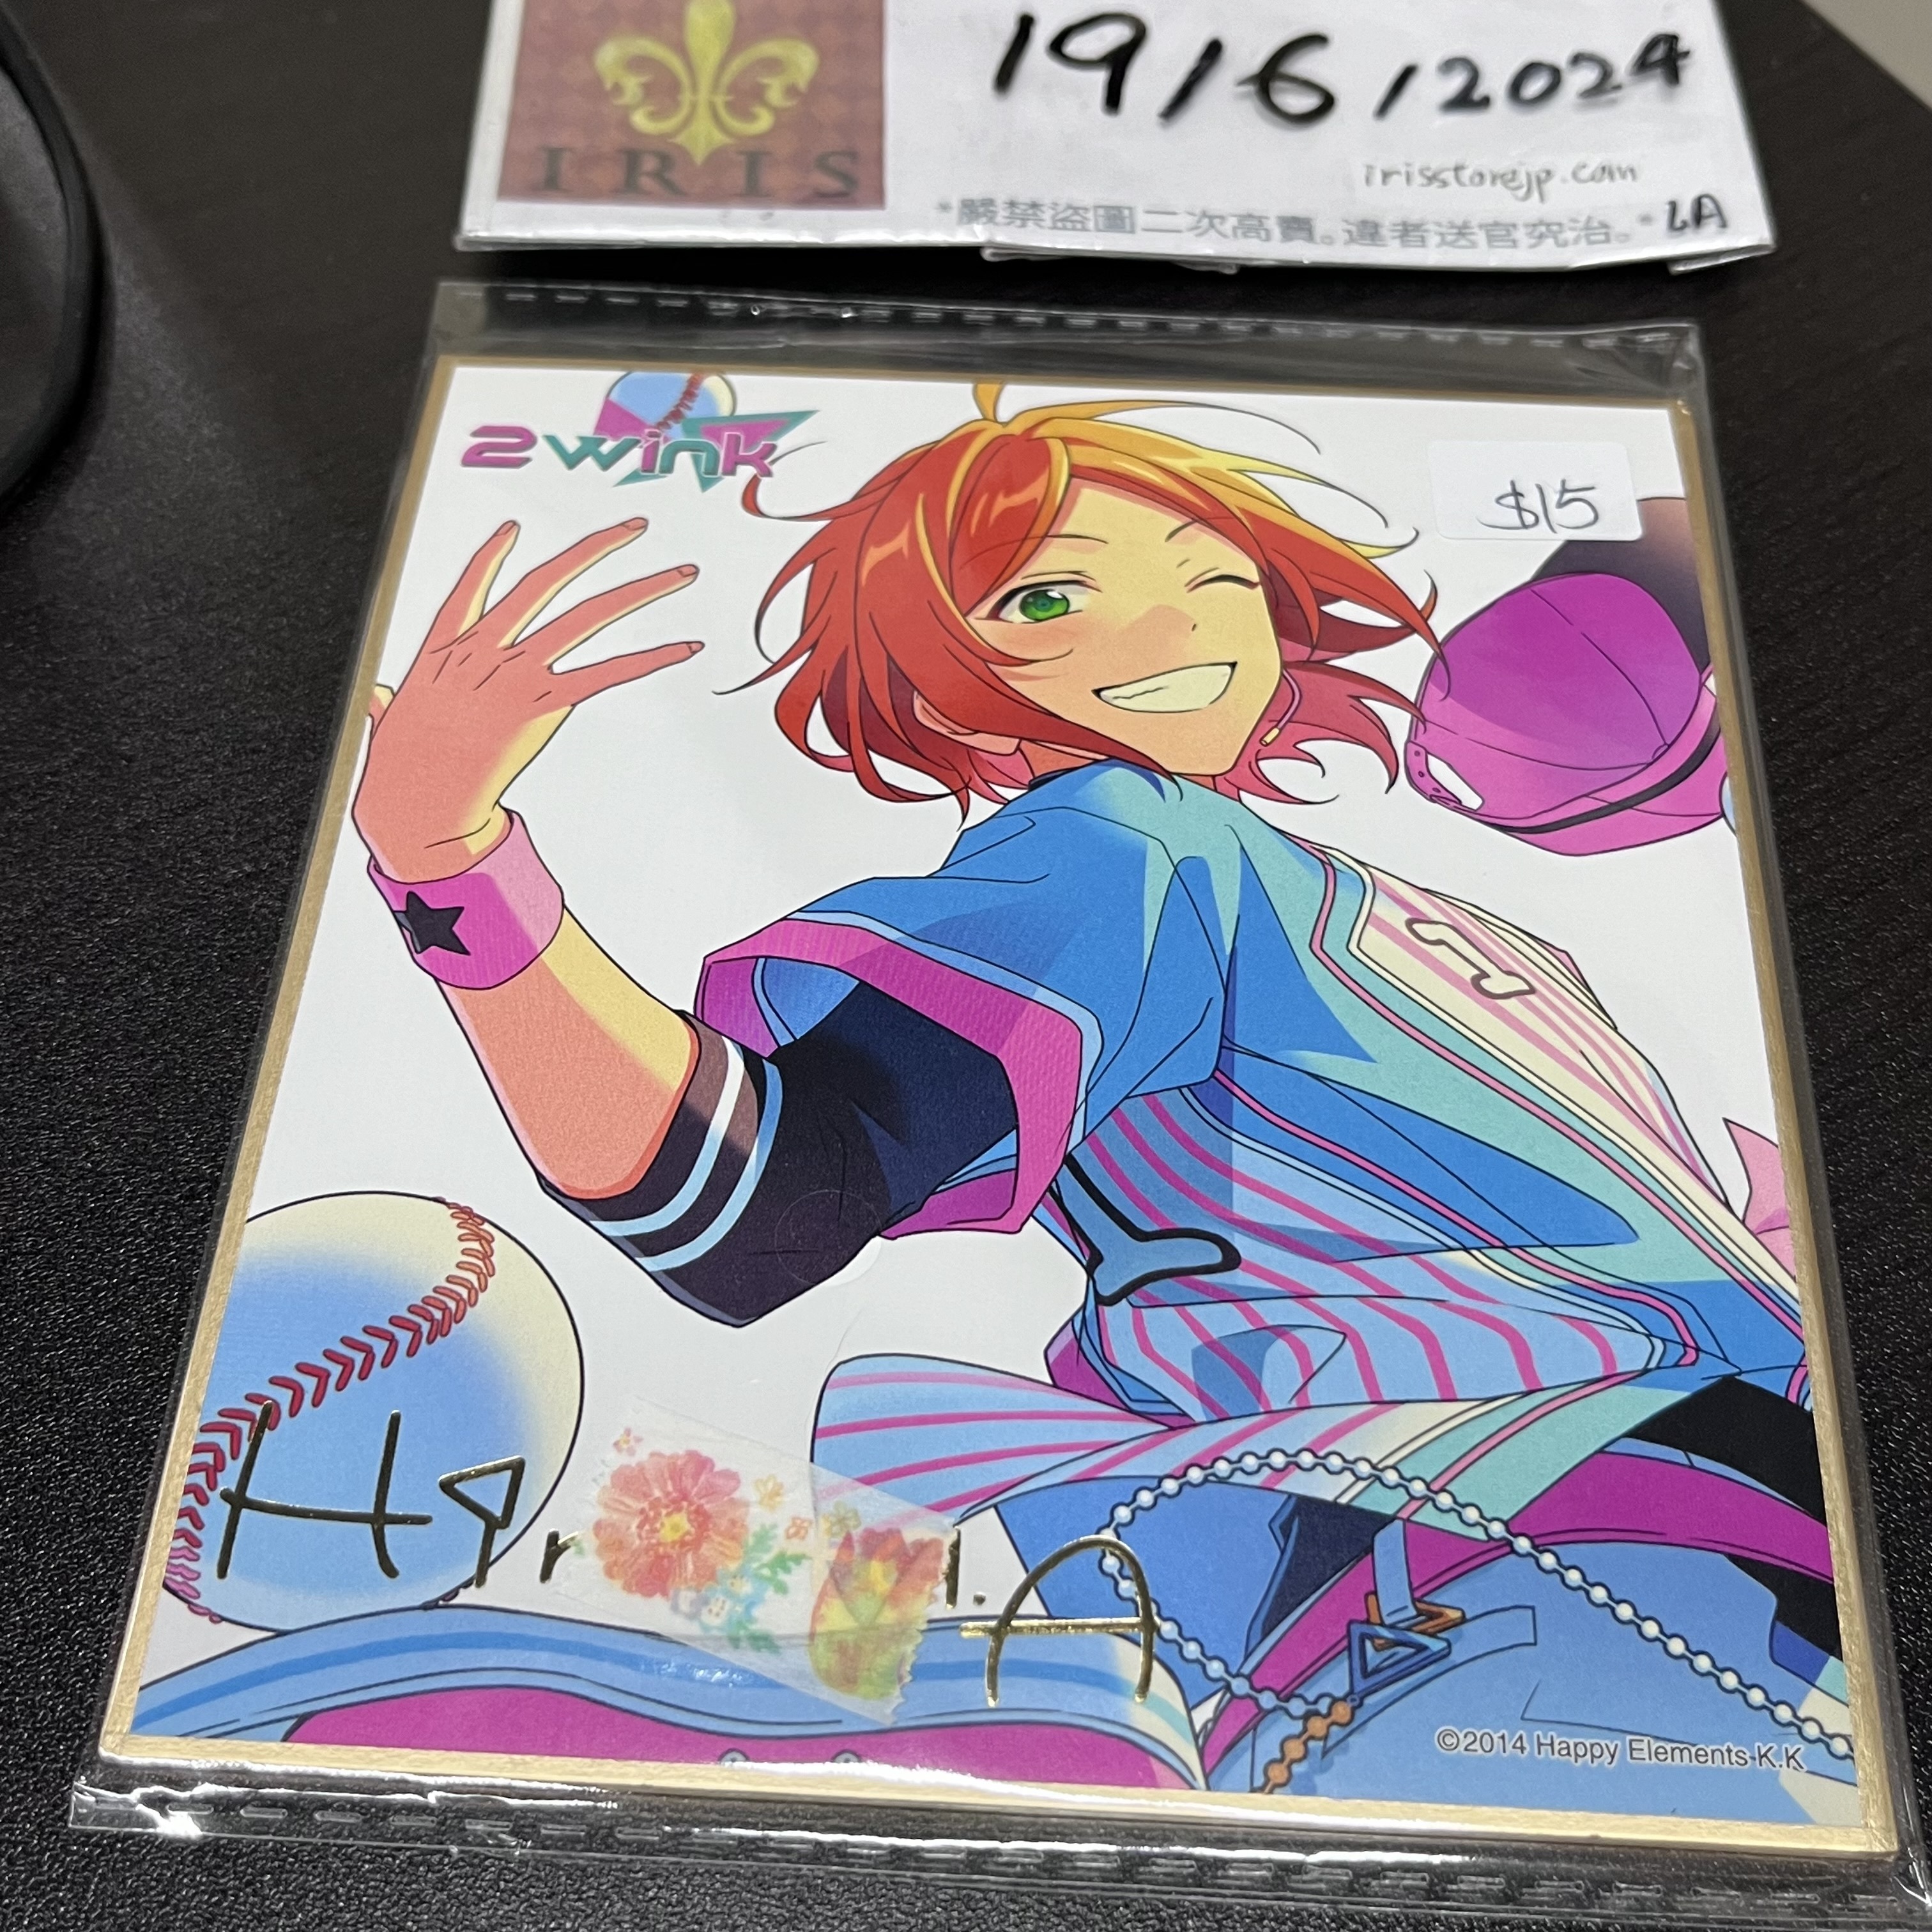 IRIS
19/6/2024
irisstorejp.com
*嚴禁盜圖二次高賣。違者送官究治。* LA
2wink
$15
.A
©2014 Happy Elements K.K